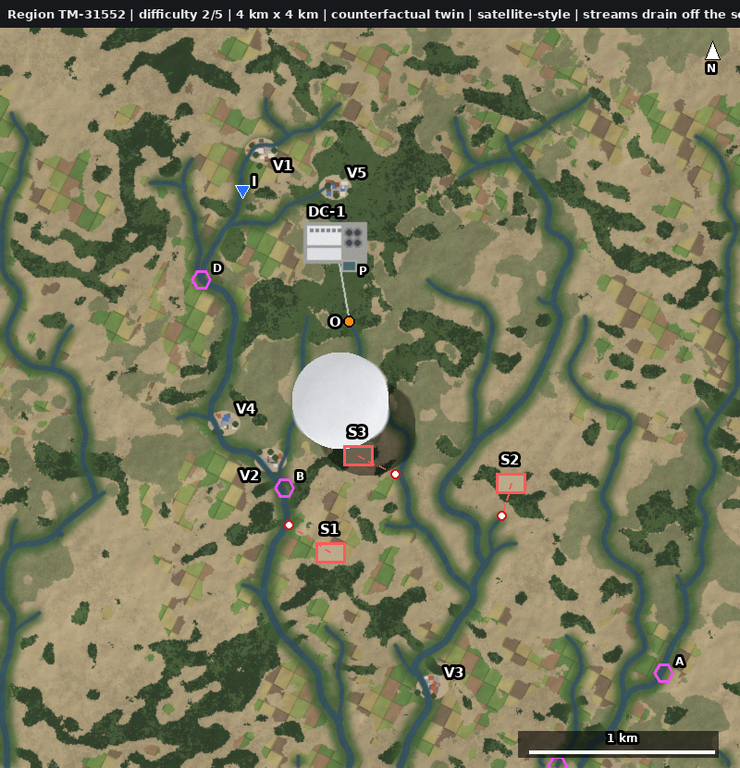 Region TM-31552 | difficulty 2/5 | 4 km x 4 km | counterfactual twin | satellite-style | streams drain off the s
N
V1
I
V5
DC-1
D
P
O
V4
S3
V2
B
S2
S1
A
V3
1 km